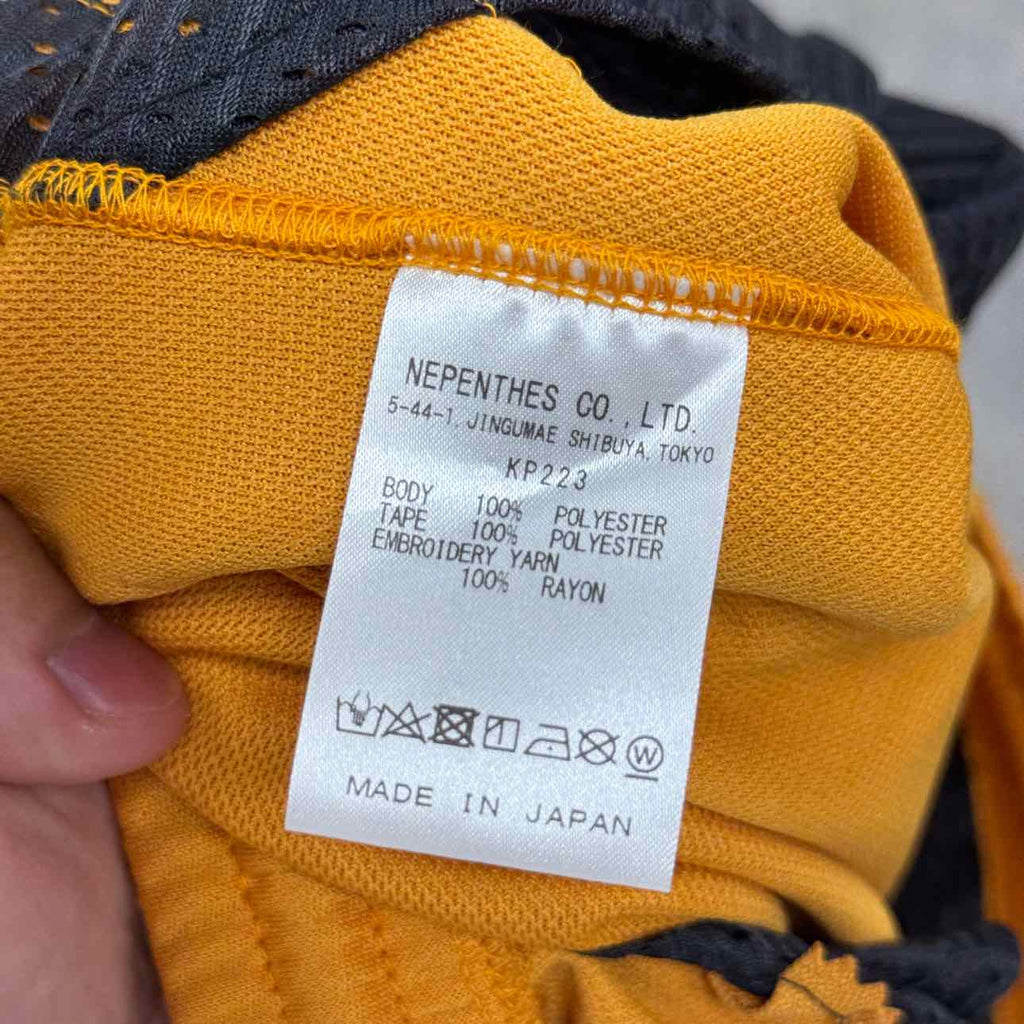 NEPENTHES CO., LTD.
5-44-1, JINGUMAE SHIBUYA, TOKYO
KP223
BODY 100% POLYESTER
TAPE 100% POLYESTER
EMBROIDERY YARN
100% RAYON
W
MADE IN JAPAN